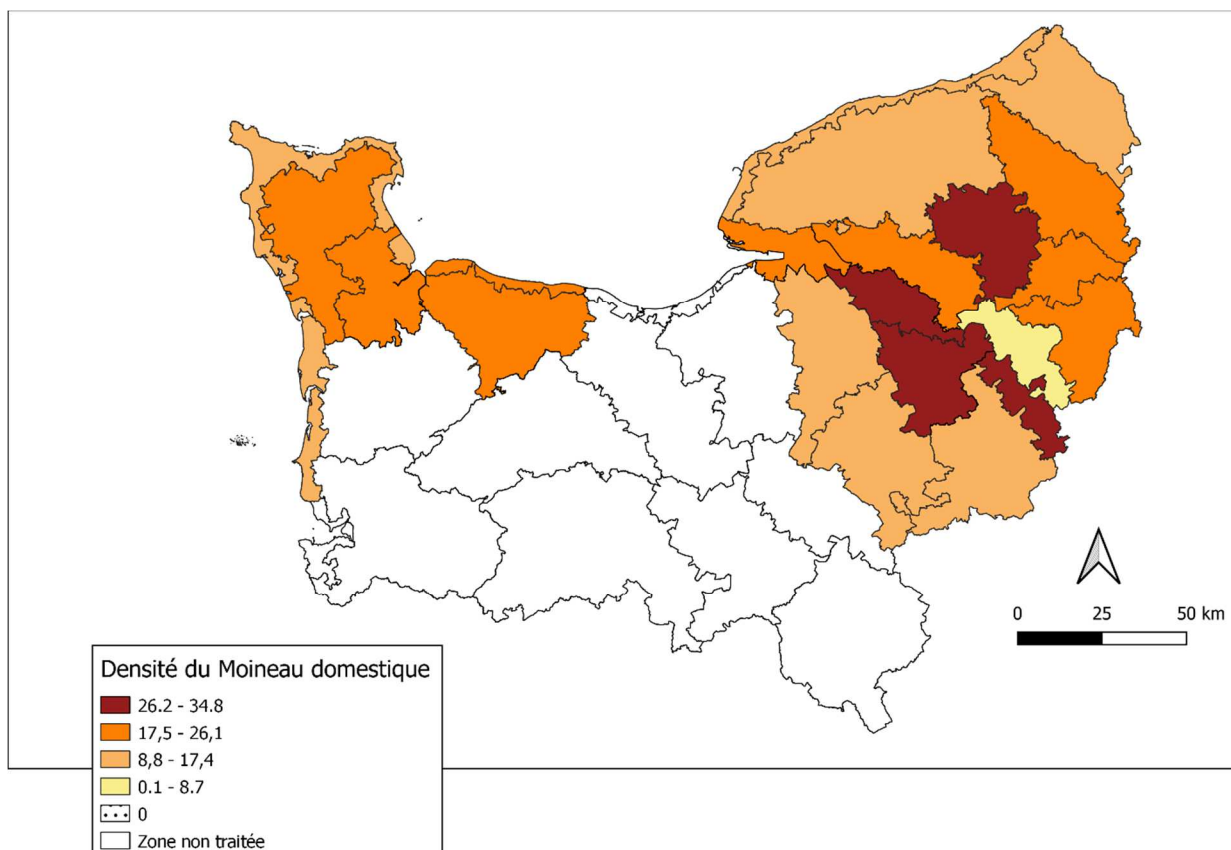 0 25 50 km
Densité du Moineau domestique
26.2 - 34.8
17,5 - 26,1
8,8 - 17,4
0.1 - 8.7
0
Zone non traitée